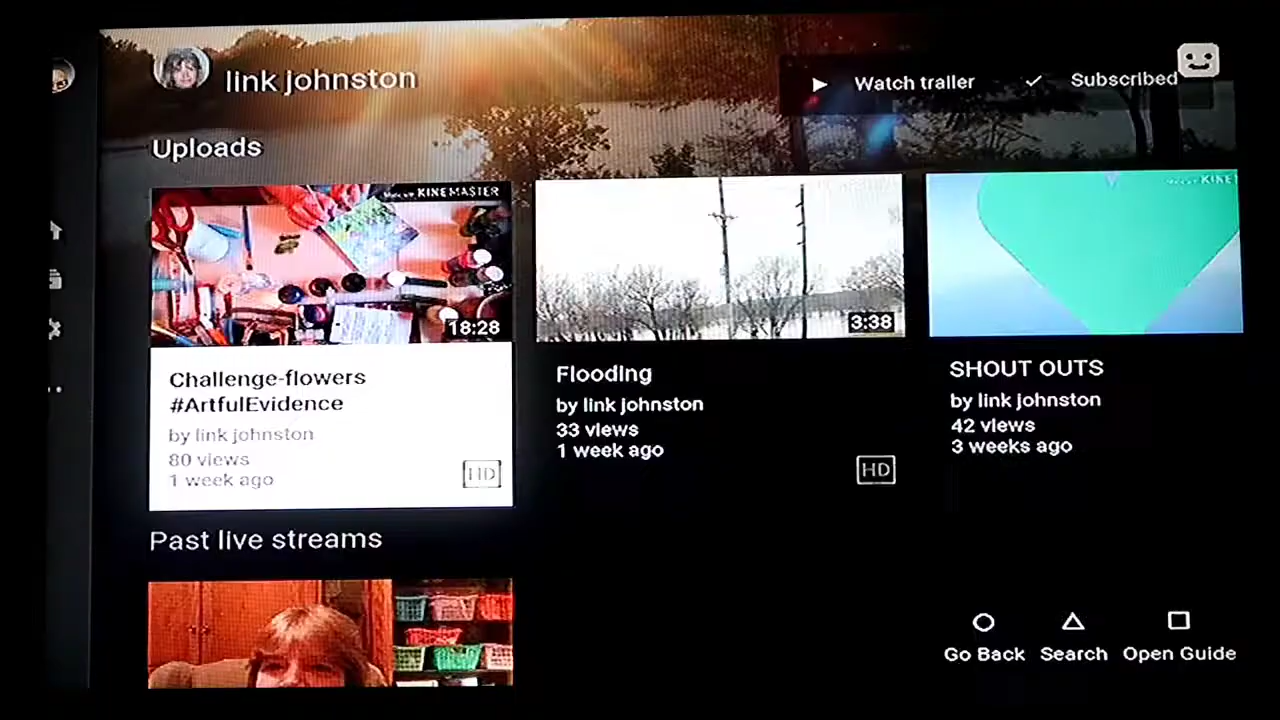 link johnston
Watch trailer
Subscribed
Uploads
KINEMASTER
18:28
3:38
KINE
Challenge-flowers
#ArtfulEvidence
by link johnston
80 views
1 week ago
HD
Flooding
by link johnston
33 views
1 week ago
HD
SHOUT OUTS
by link johnston
42 views
3 weeks ago
Past live streams
Go Back
Search
Open Guide